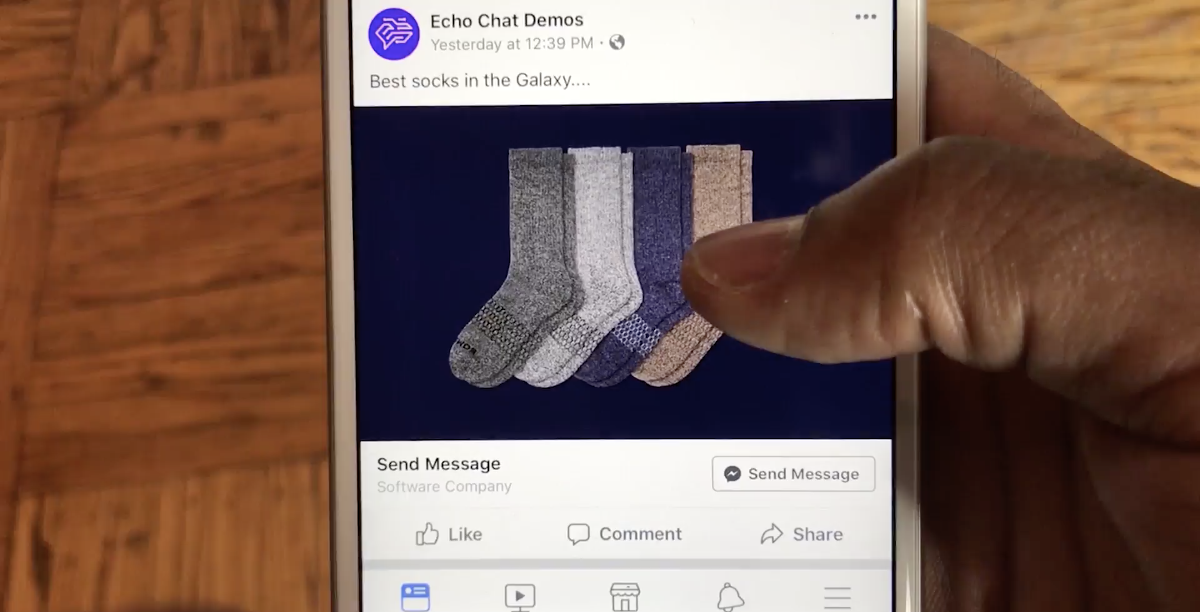 Echo Chat Demos
Yesterday at 12:39 PM ·
Best socks in the Galaxy....
Send Message
Software Company
Send Message
Like
Comment
Share